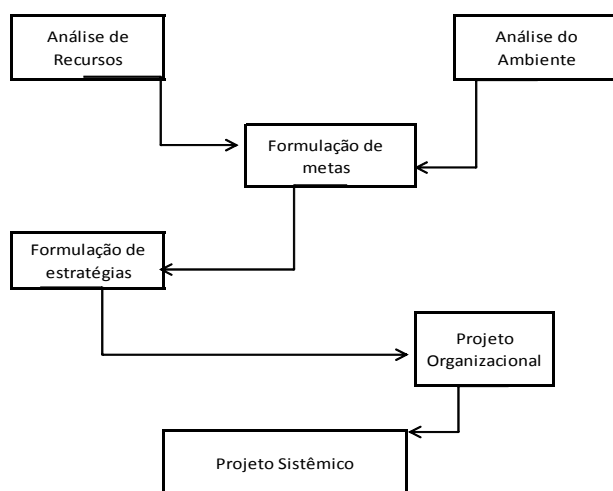 Análise de
Recursos
Análise do
Ambiente
Formulação de
metas
Formulação de
estratégias
Projeto
Organizacional
Projeto Sistêmico